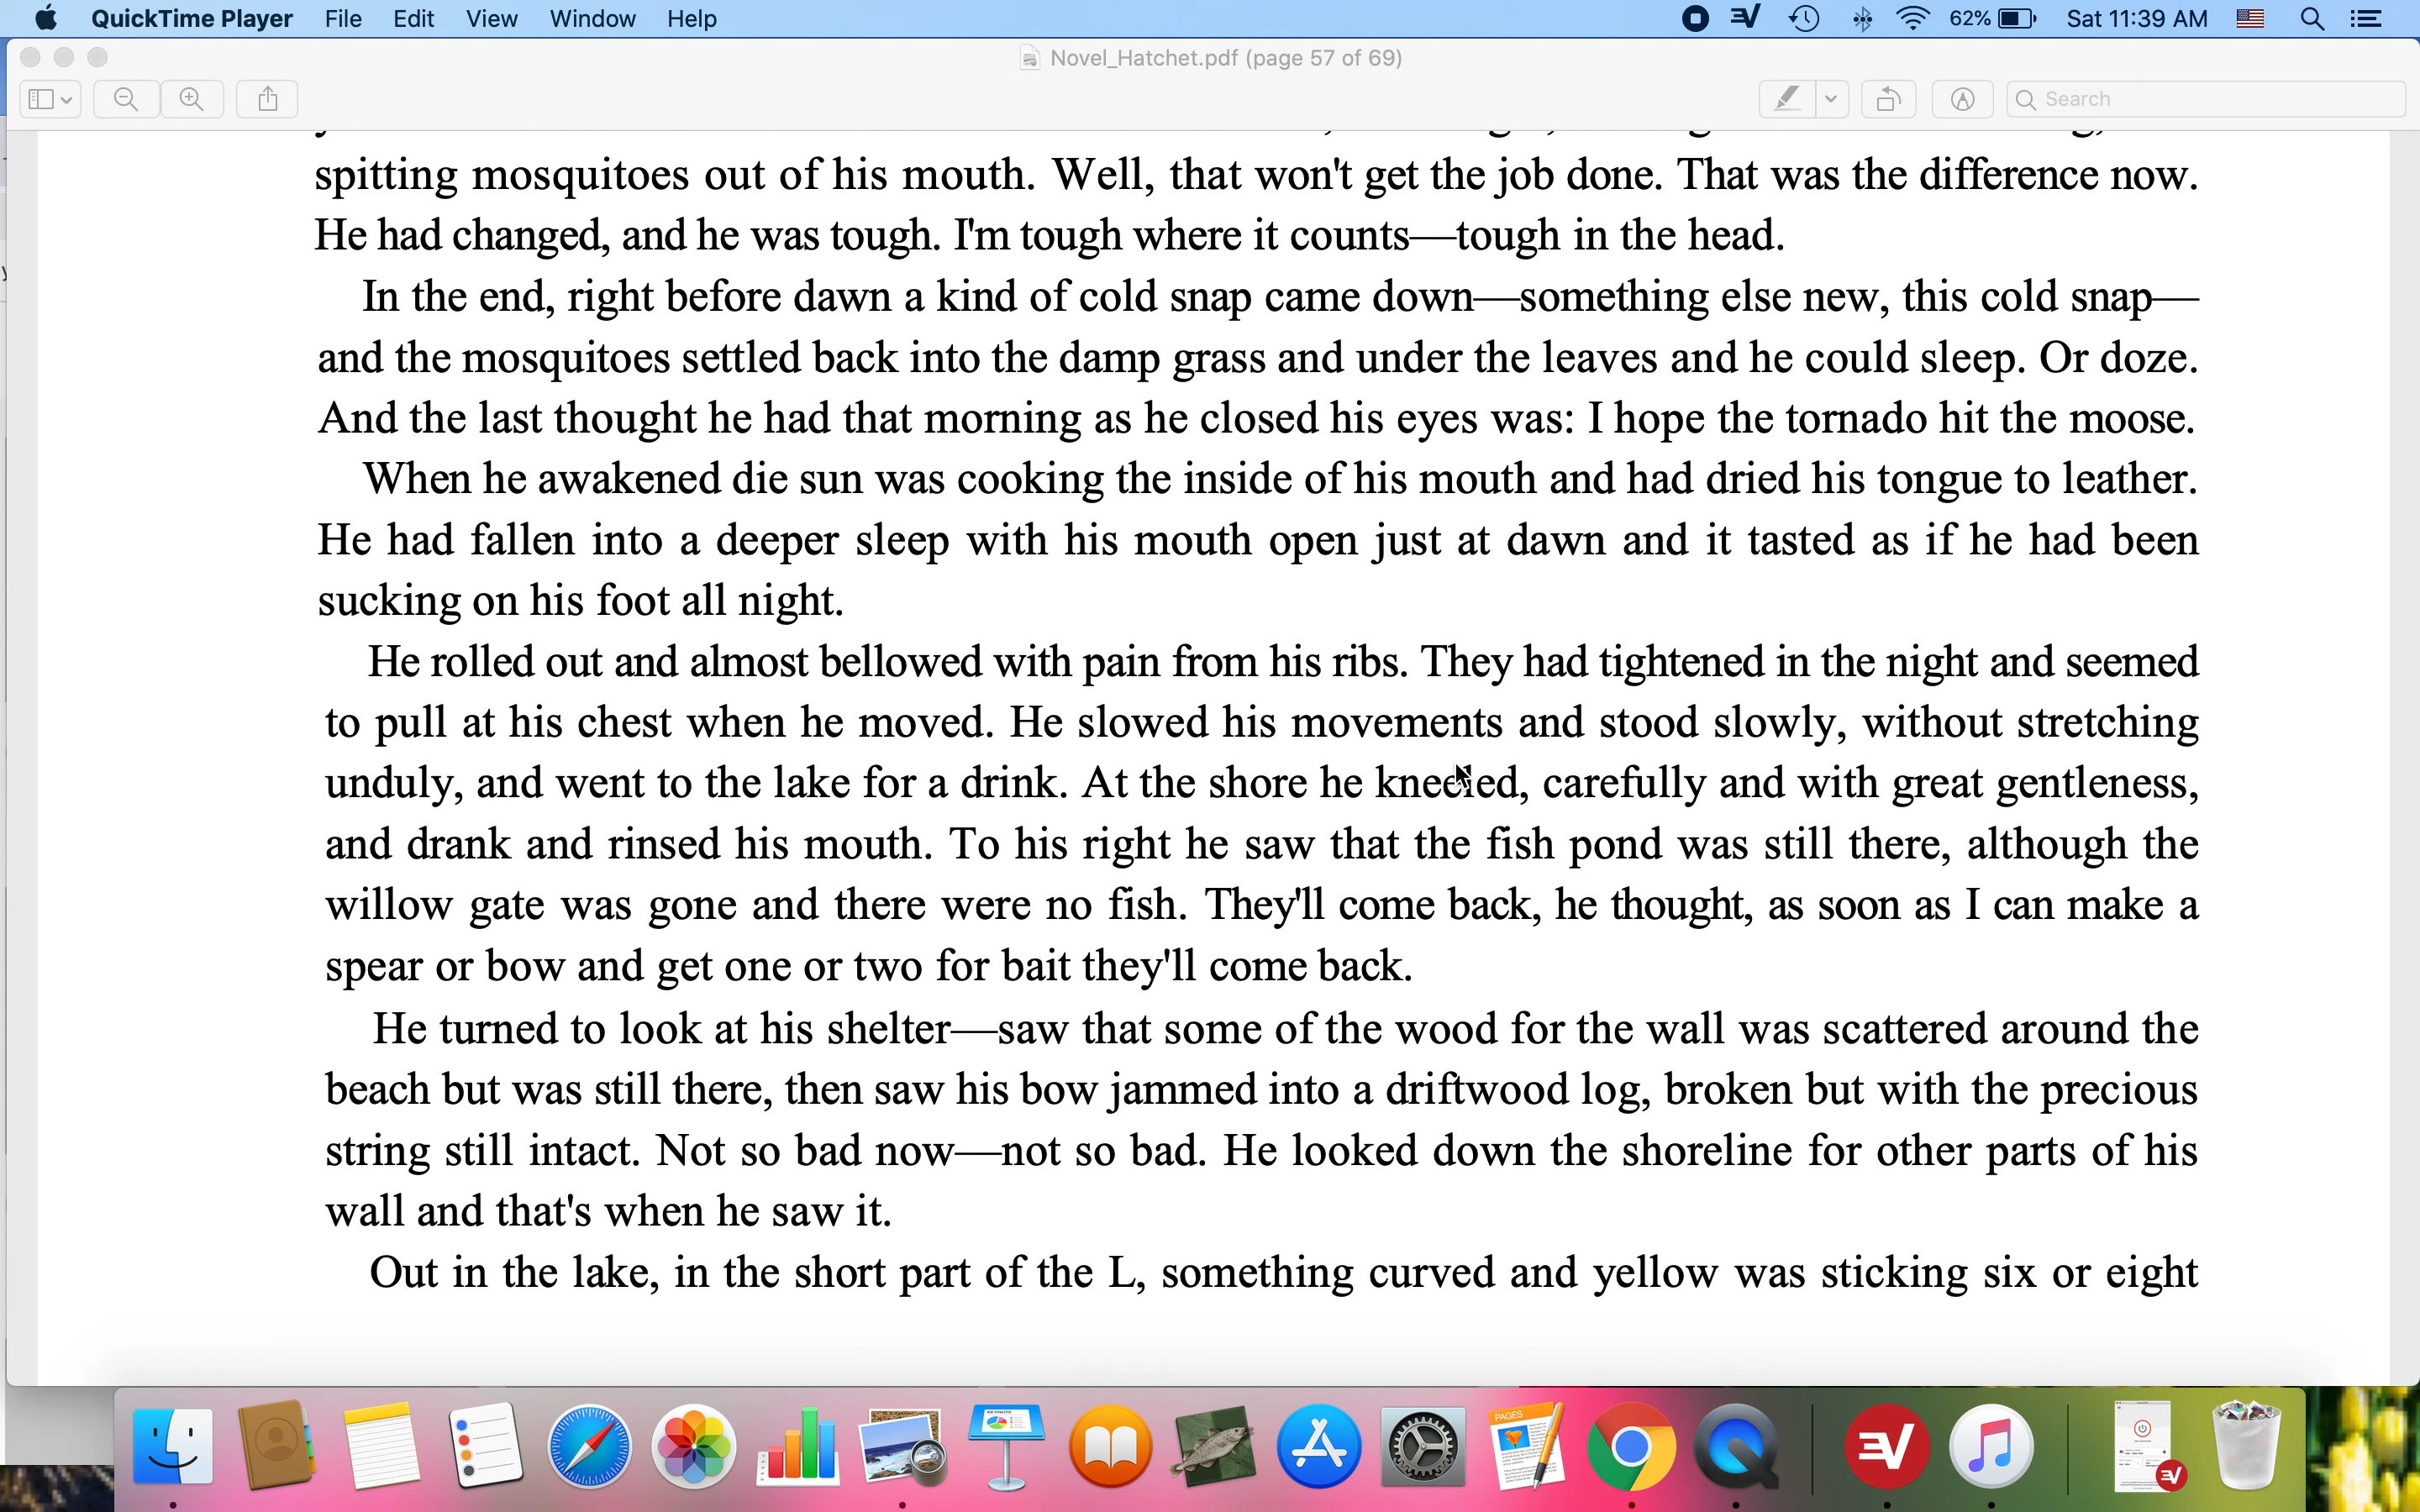 QuickTime Player File Edit View Window Help 62% Sat 11:39 AM
Novel_Hatchet.pdf (page 57 of 69)
Search
spitting mosquitoes out of his mouth. Well, that won't get the job done. That was the difference now.
He had changed, and he was tough. I'm tough where it counts—tough in the head.
In the end, right before dawn a kind of cold snap came down—something else new, this cold snap—
and the mosquitoes settled back into the damp grass and under the leaves and he could sleep. Or doze.
And the last thought he had that morning as he closed his eyes was: I hope the tornado hit the moose.
When he awakened die sun was cooking the inside of his mouth and had dried his tongue to leather.
He had fallen into a deeper sleep with his mouth open just at dawn and it tasted as if he had been
sucking on his foot all night.
He rolled out and almost bellowed with pain from his ribs. They had tightened in the night and seemed
to pull at his chest when he moved. He slowed his movements and stood slowly, without stretching
unduly, and went to the lake for a drink. At the shore he kneeled, carefully and with great gentleness,
and drank and rinsed his mouth. To his right he saw that the fish pond was still there, although the
willow gate was gone and there were no fish. They'll come back, he thought, as soon as I can make a
spear or bow and get one or two for bait they'll come back.
He turned to look at his shelter—saw that some of the wood for the wall was scattered around the
beach but was still there, then saw his bow jammed into a driftwood log, broken but with the precious
string still intact. Not so bad now—not so bad. He looked down the shoreline for other parts of his
wall and that's when he saw it.
Out in the lake, in the short part of the L, something curved and yellow was sticking six or eight
KEYNOTE
PAGES